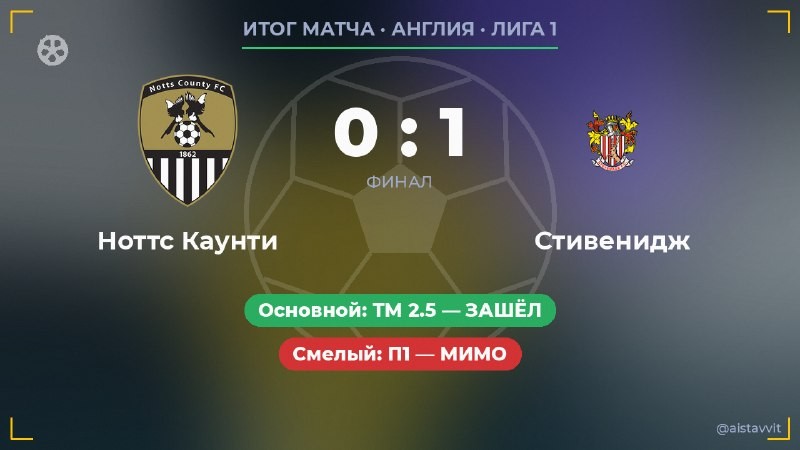 ИТОГ МАТЧА • АНГЛИЯ • ЛИГА 1
Notts County FC
1862
0 : 1
ФИНАЛ
Ноттс Каунти
Стивенидж
Основной: ТМ 2.5 — ЗАШЁЛ
Смелый: П1 — МИМО
@aistavvit